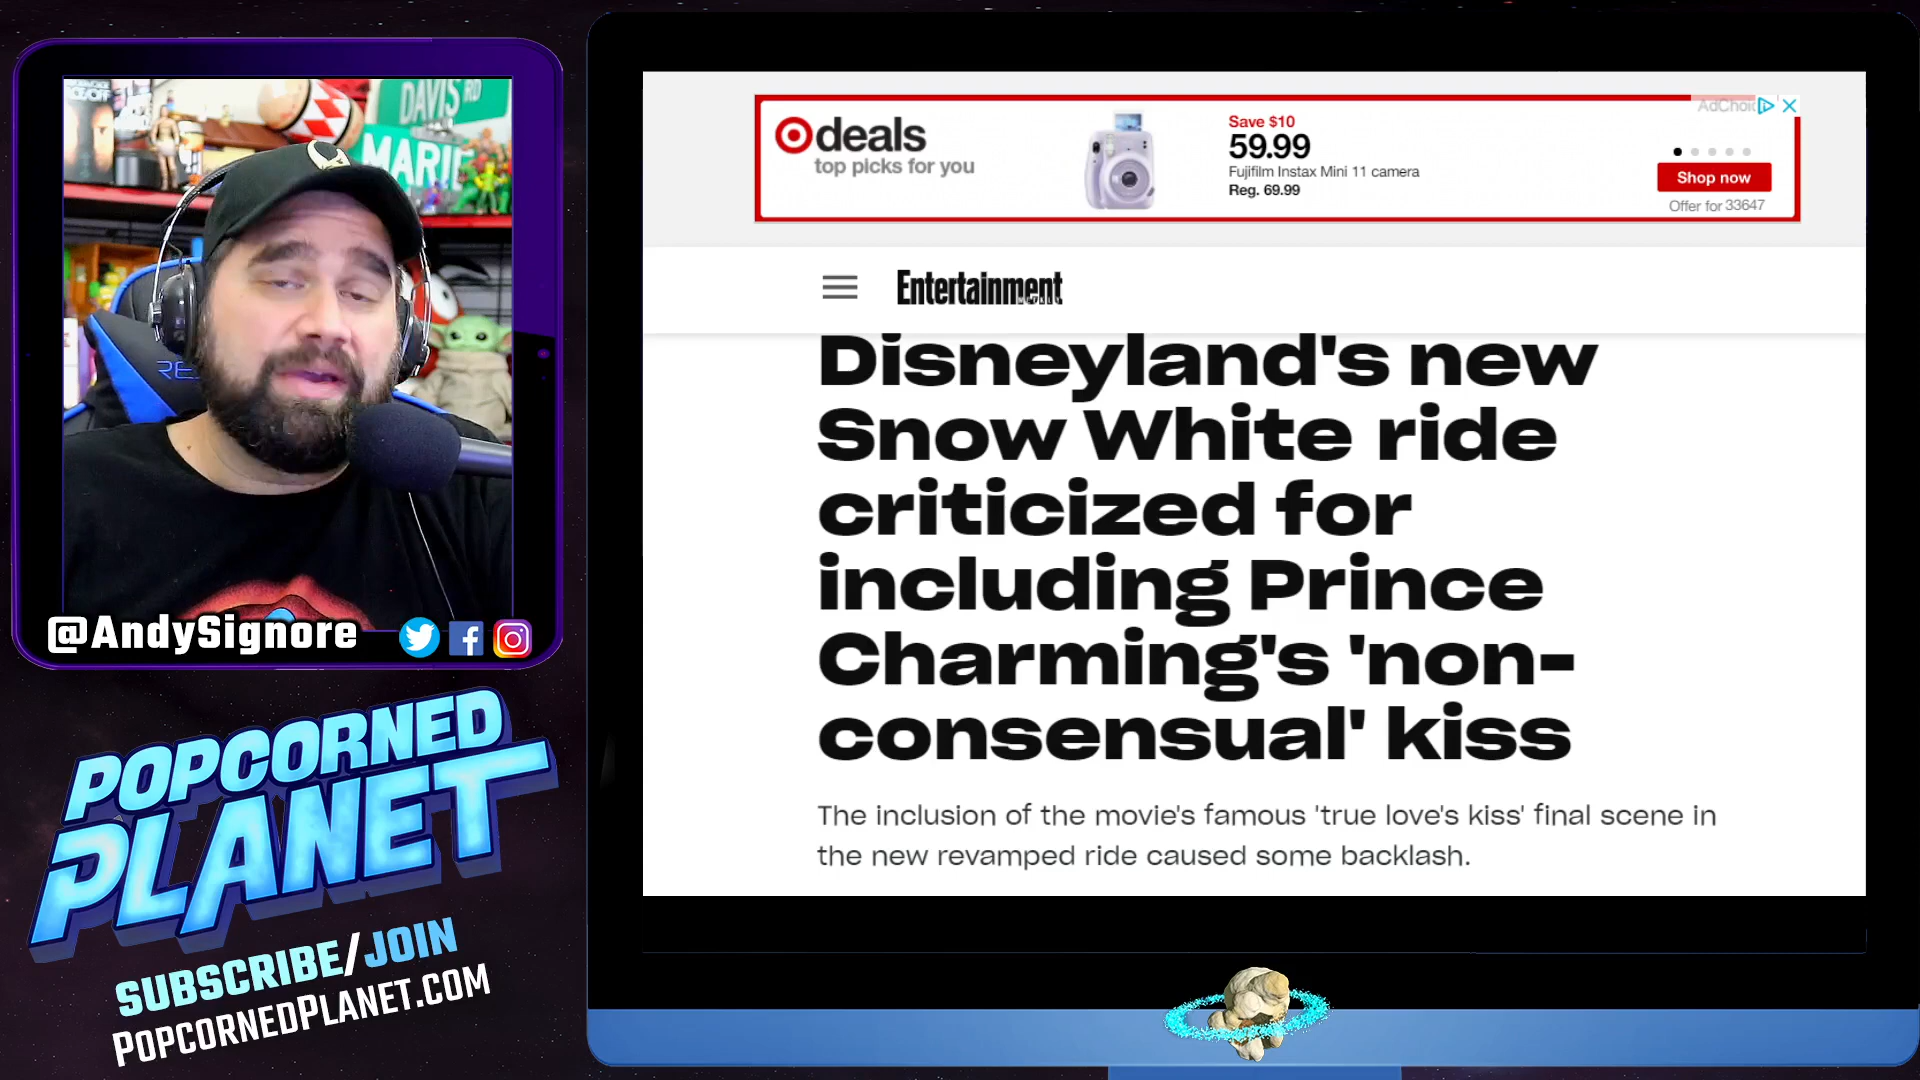 DAVIS RD
MARIE
@AndySignore
POPCORNED
PLANET
SUBSCRIBE/JOIN
POPCORNEDPLANET.COM
deals
top picks for you
Save $10
59.99
Fujifilm Instax Mini 11 camera
Reg. 69.99
Shop now
Offer for 33647
Entertainment
Disneyland's new
Snow White ride
criticized for
including Prince
Charming's 'non-
consensual' kiss
The inclusion of the movie's famous 'true love's kiss' final scene in
the new revamped ride caused some backlash.